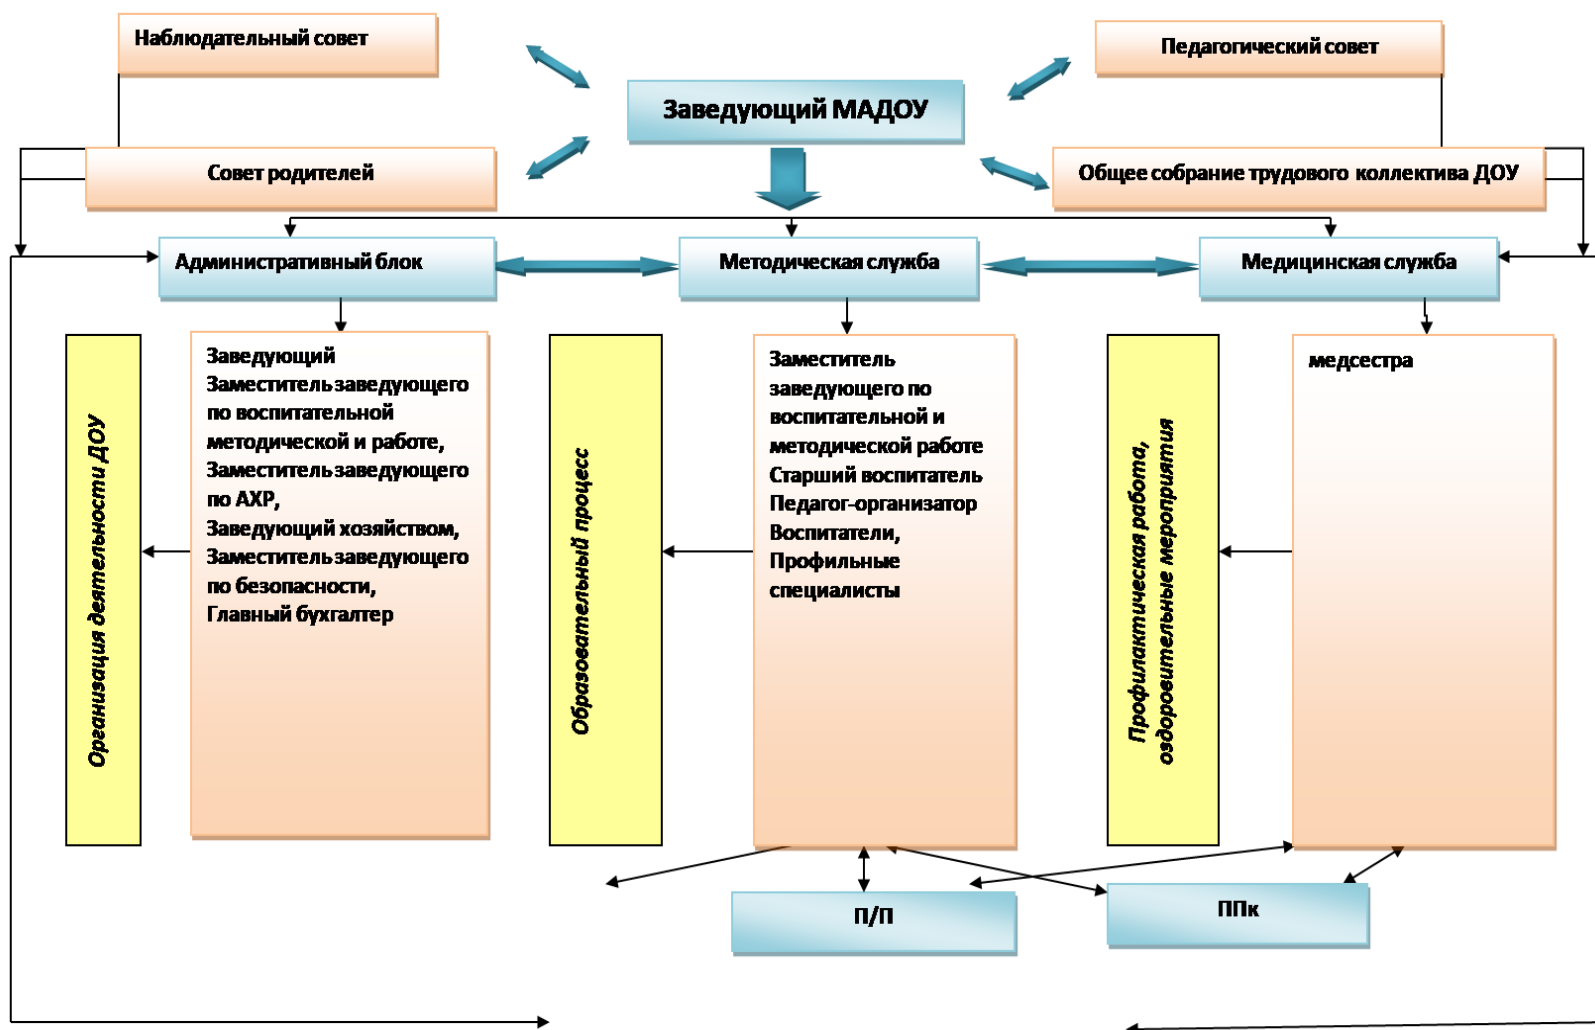 Наблюдательный совет
Педагогический совет
Заведующий МАДОУ
Совет родителей
Общее собрание трудового коллектива ДОУ
Административный блок
Методическая служба
Медицинская служба
Организация деятельности ДОУ
Заведующий
Заместитель заведующего
по воспитательной
методической и работе,
Заместитель заведующего
по АХР,
Заведующий хозяйством,
Заместитель заведующего
по безопасности,
Главный бухгалтер
Образовательный процесс
Заместитель
заведующего по
воспитательной и
методической работе
Старший воспитатель
Педагог-организатор
Воспитатели,
Профильные
специалисты
Профилактическая работа,
оздоровительные мероприятия
медсестра
П/П
ППк